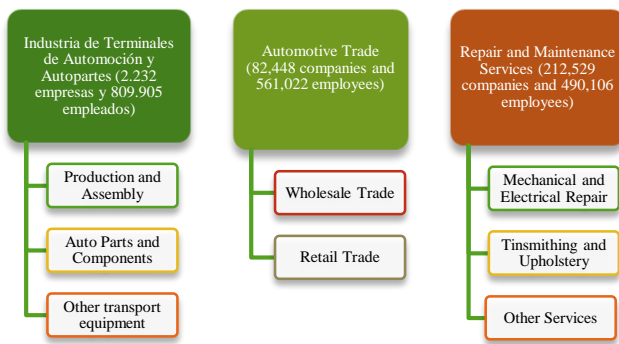 Industria de Terminales
de Automoción y
Autopartes (2.232
empresas y 809.905
empleados)
Production and
Assembly
Auto Parts and
Components
Other transport
equipment
Automotive Trade
(82,448 companies and
561,022 employees)
Wholesale Trade
Retail Trade
Repair and Maintenance
Services (212,529
companies and 490,106
employees)
Mechanical and
Electrical Repair
Tinsmithing and
Upholstery
Other Services